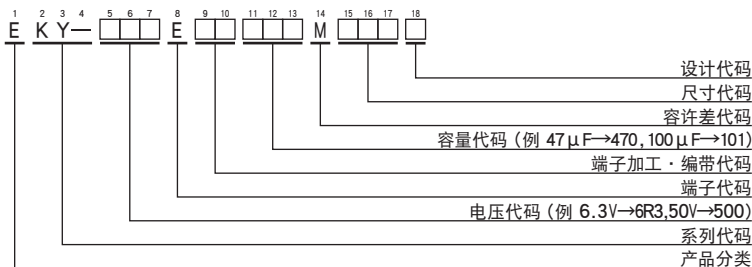 1 2 3 4 5 6 7 8 9 10 11 12 13 14 15 16 17 18
E K Y— □□□ E □□ □□□ M □□□ □
设计代码
尺寸代码
容许差代码
容量代码 (例 47μF→470, 100μF→101)
端子加工・编带代码
端子代码
电压代码 (例 6.3V→6R3,50V→500)
系列代码
产品分类